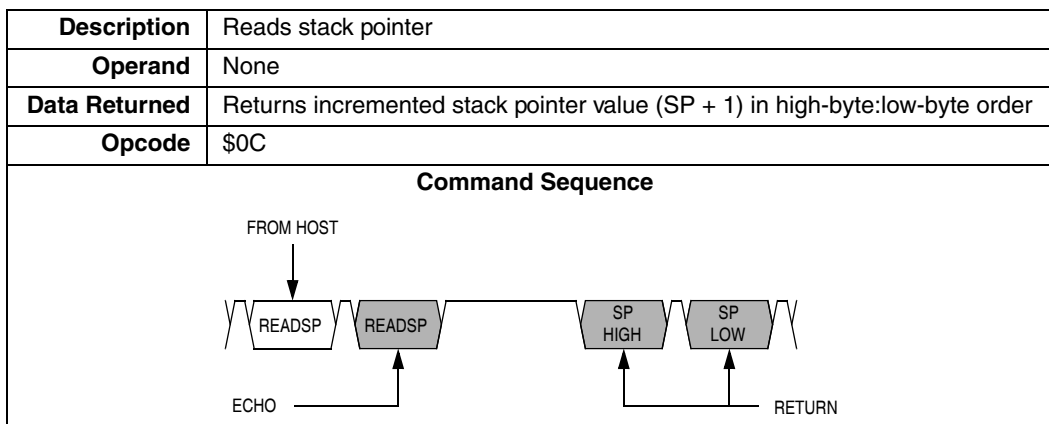 Description Reads stack pointer
Operand None
Data Returned Returns incremented stack pointer value (SP + 1) in high-byte:low-byte order
Opcode $0C
Command Sequence
FROM HOST
READSP READSP SP HIGH SP LOW
ECHO RETURN